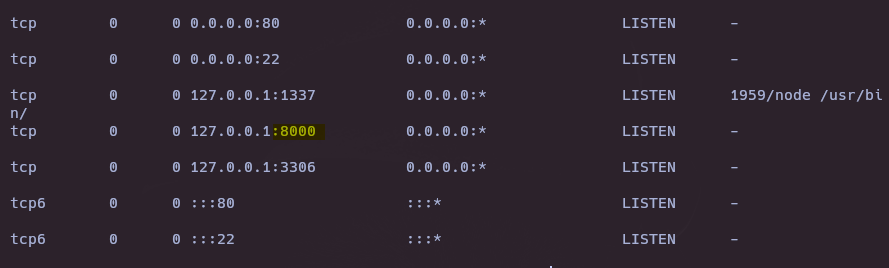 tcp 0 0 0.0.0.0:80 0.0.0.0:* LISTEN -
tcp 0 0 0.0.0.0:22 0.0.0.0:* LISTEN -
tcp 0 0 127.0.0.1:1337 0.0.0.0:* LISTEN 1959/node /usr/bi
n/
tcp 0 0 127.0.0.1:8000 0.0.0.0:* LISTEN -
tcp 0 0 127.0.0.1:3306 0.0.0.0:* LISTEN -
tcp6 0 0 :::80 :::* LISTEN -
tcp6 0 0 :::22 :::* LISTEN -